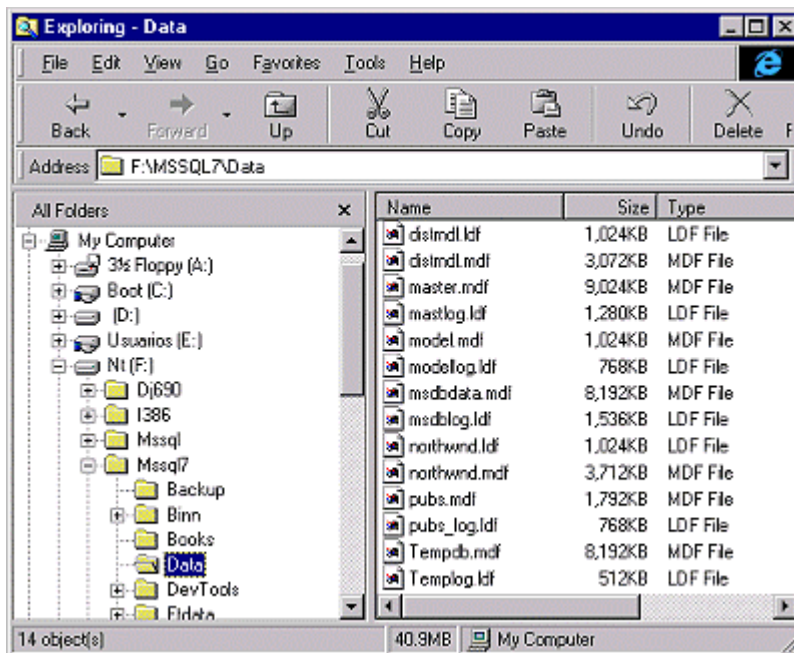 Exploring - Data
File Edit View Go Favorites Tools Help
Back Forward Up Cut Copy Paste Undo Delete F
Address F:\MSSQL7\Data
All Folders
My Computer
3½ Floppy (A:)
Boot (C:)
(D:)
Usuarios (E:)
Nt (F:)
Dj690
I386
Mssql
Mssql7
Backup
Binn
Books
Data
DevTools
Ftdata
Name Size Type
distmdl.ldf 1,024KB LDF File
distmdl.mdf 3,072KB MDF File
master.mdf 9,024KB MDF File
mastlog.ldf 1,280KB LDF File
model.mdf 1,024KB MDF File
modellog.ldf 768KB LDF File
msdbdata.mdf 8,192KB MDF File
msdblog.ldf 1,536KB LDF File
northwnd.ldf 1,024KB LDF File
northwnd.mdf 3,712KB MDF File
pubs.mdf 1,792KB MDF File
pubs_log.ldf 768KB LDF File
Tempdb.mdf 8,192KB MDF File
Templog.ldf 512KB LDF File
14 object(s) 40.9MB My Computer